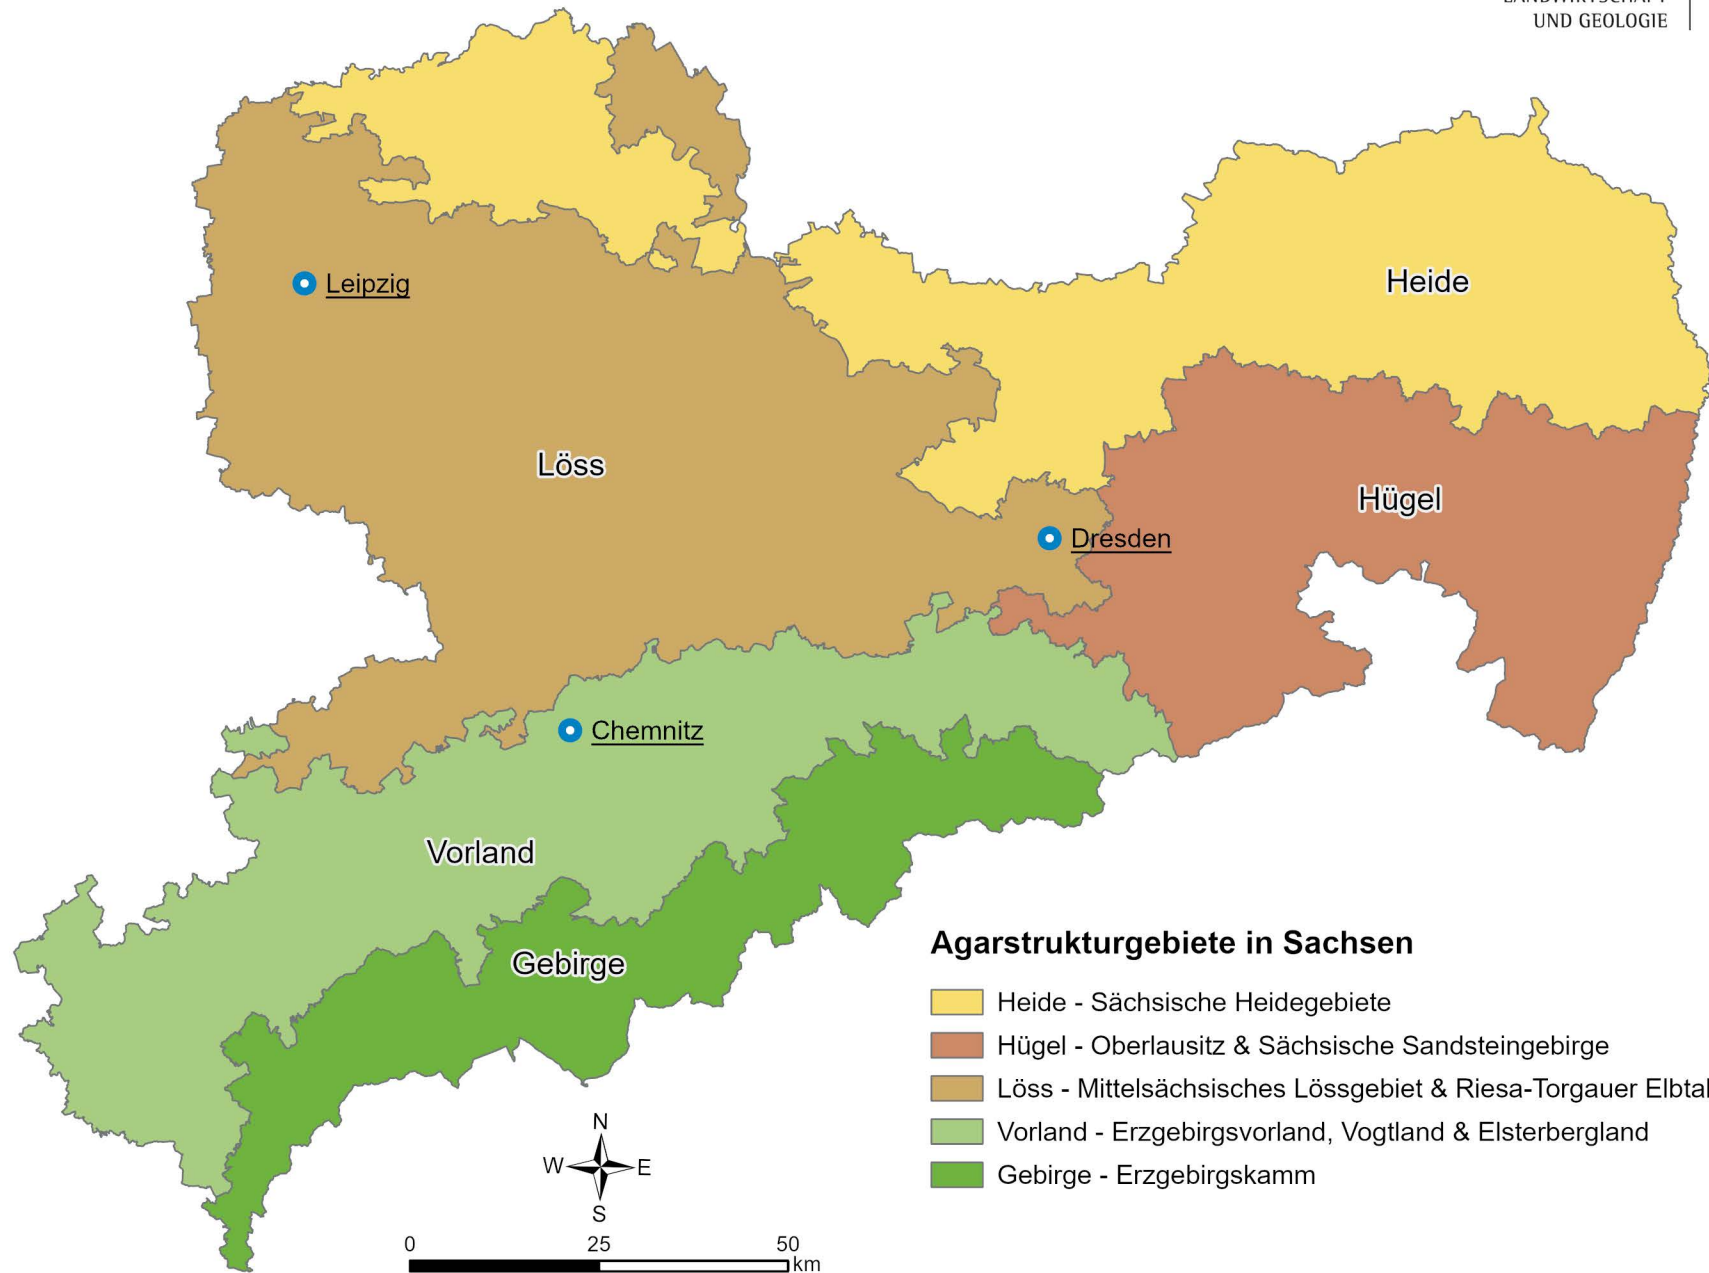 UND GEOLOGIE
Heide
Leipzig
Löss
Hügel
Dresden
Chemnitz
Vorland
Gebirge
Agarstrukturgebiete in Sachsen
Heide - Sächsische Heidegebiete
Hügel - Oberlausitz & Sächsische Sandsteingebirge
Löss - Mittelsächsisches Lössgebiet & Riesa-Torgauer Elbtal
Vorland - Erzgebirgsvorland, Vogtland & Elsterbergland
Gebirge - Erzgebirgskamm
N
W E
S
0 25 50
km